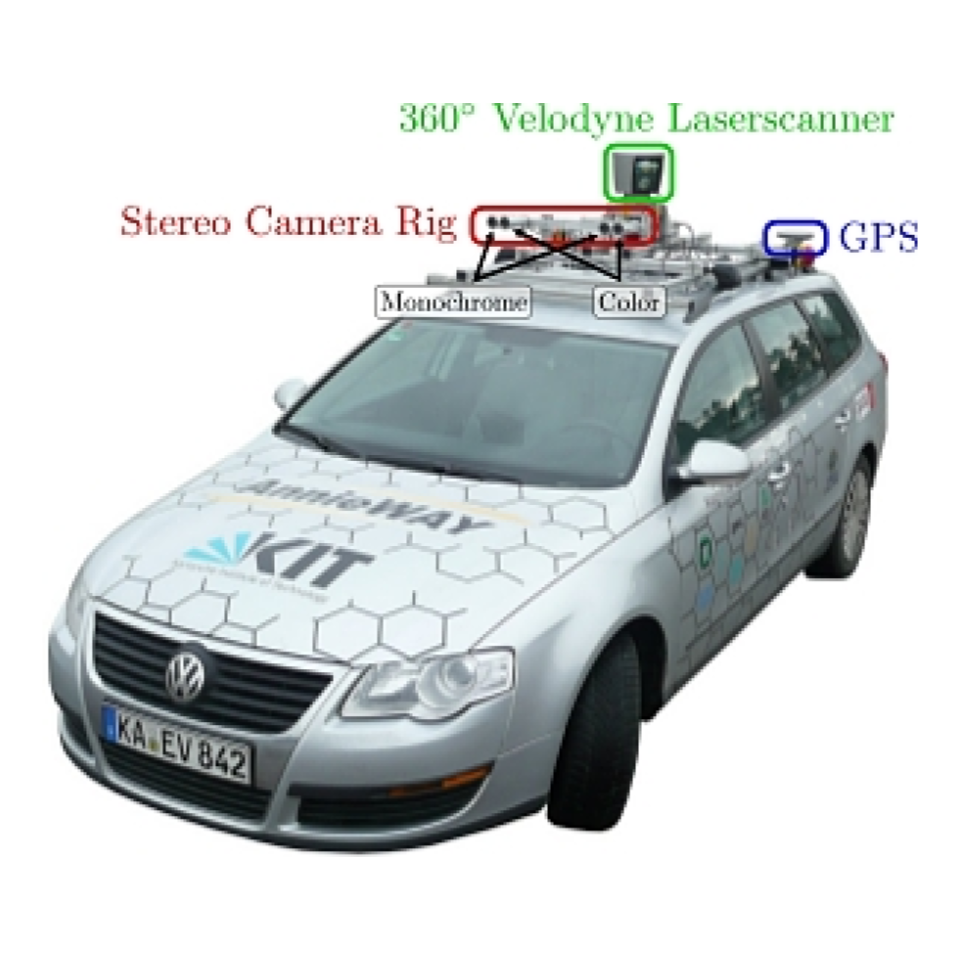 360° Velodyne Laserscanner
Stereo Camera Rig
GPS
Monochrome
Color
AnnieWAY
KIT
KA EV 842